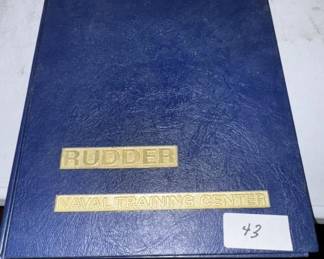 RUDDER
NAVAL TRAINING CENTER
43